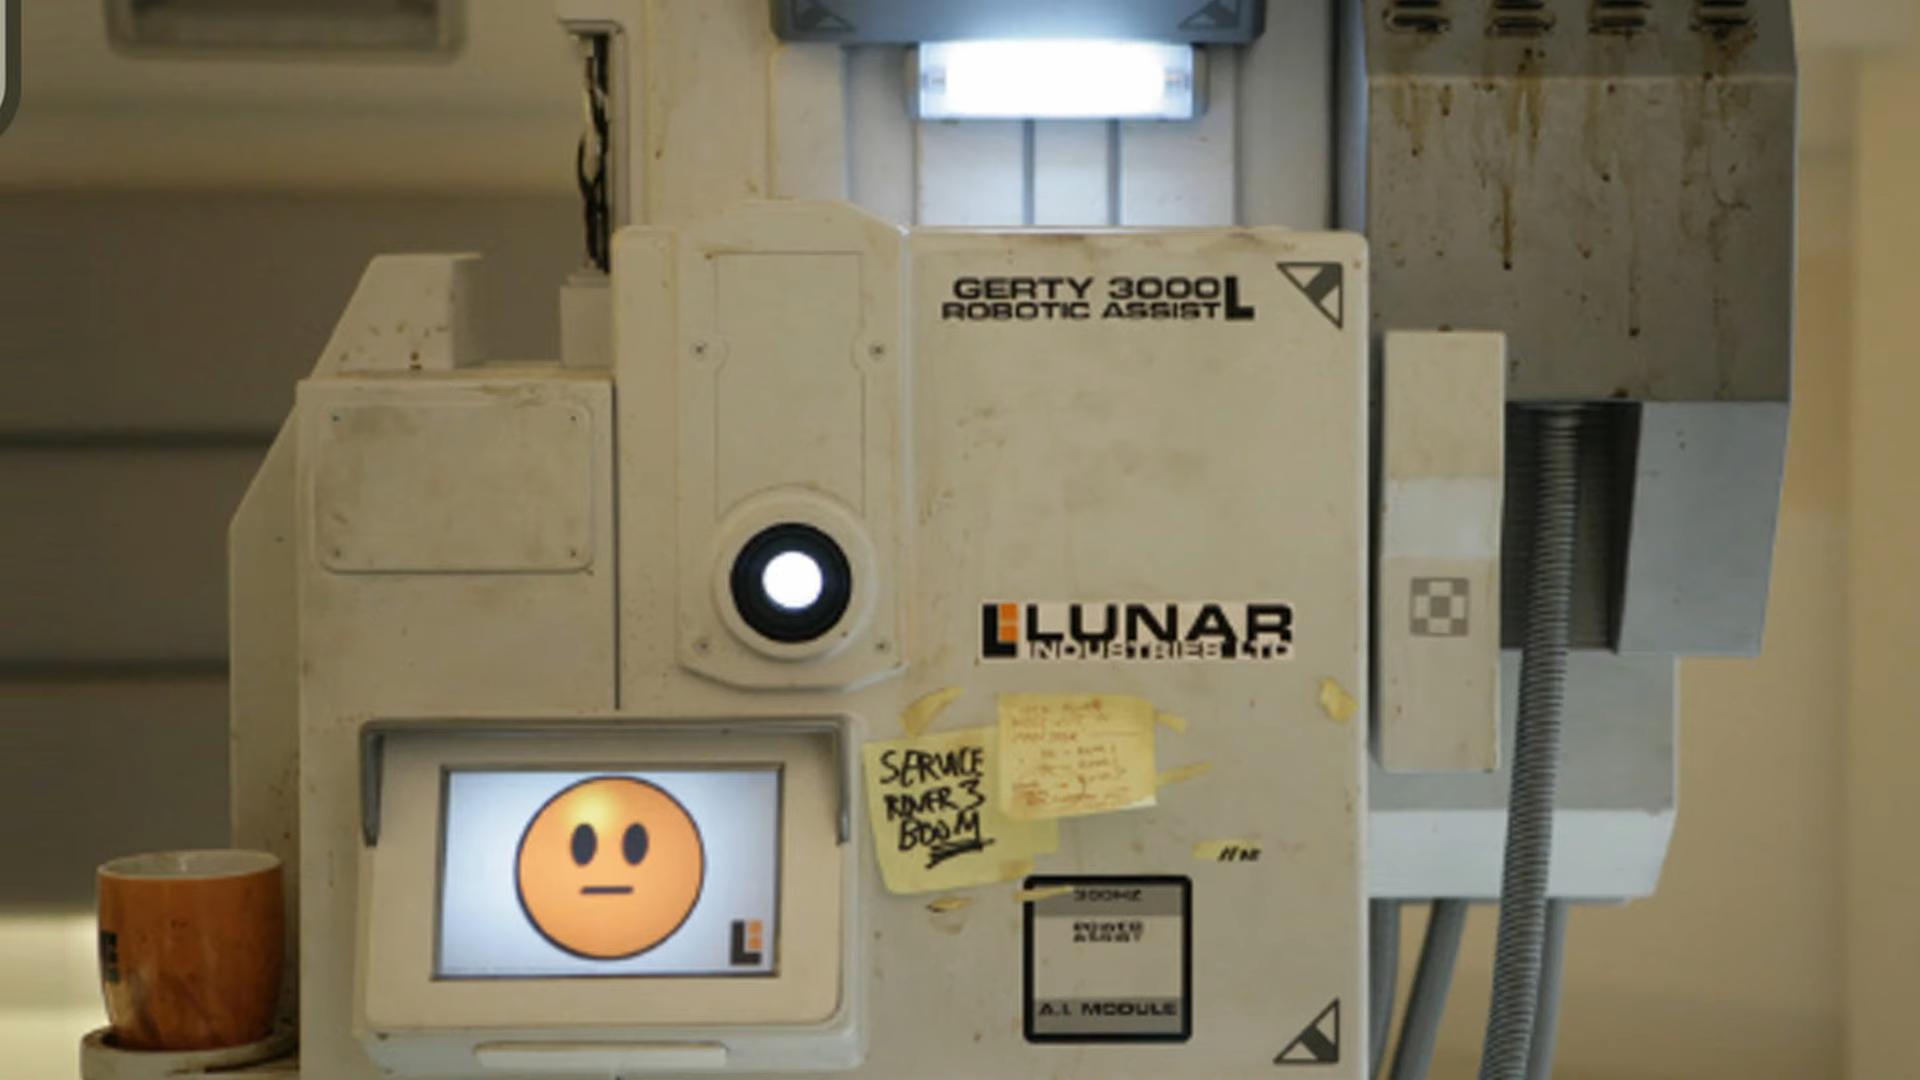 GERTY 3000 L
ROBOTIC ASSIST
LUNAR
INDUSTRIES LTD
SERVICE
ROVER 3
BOOM
300HZ
POWER
ASSIST
A.I. MODULE